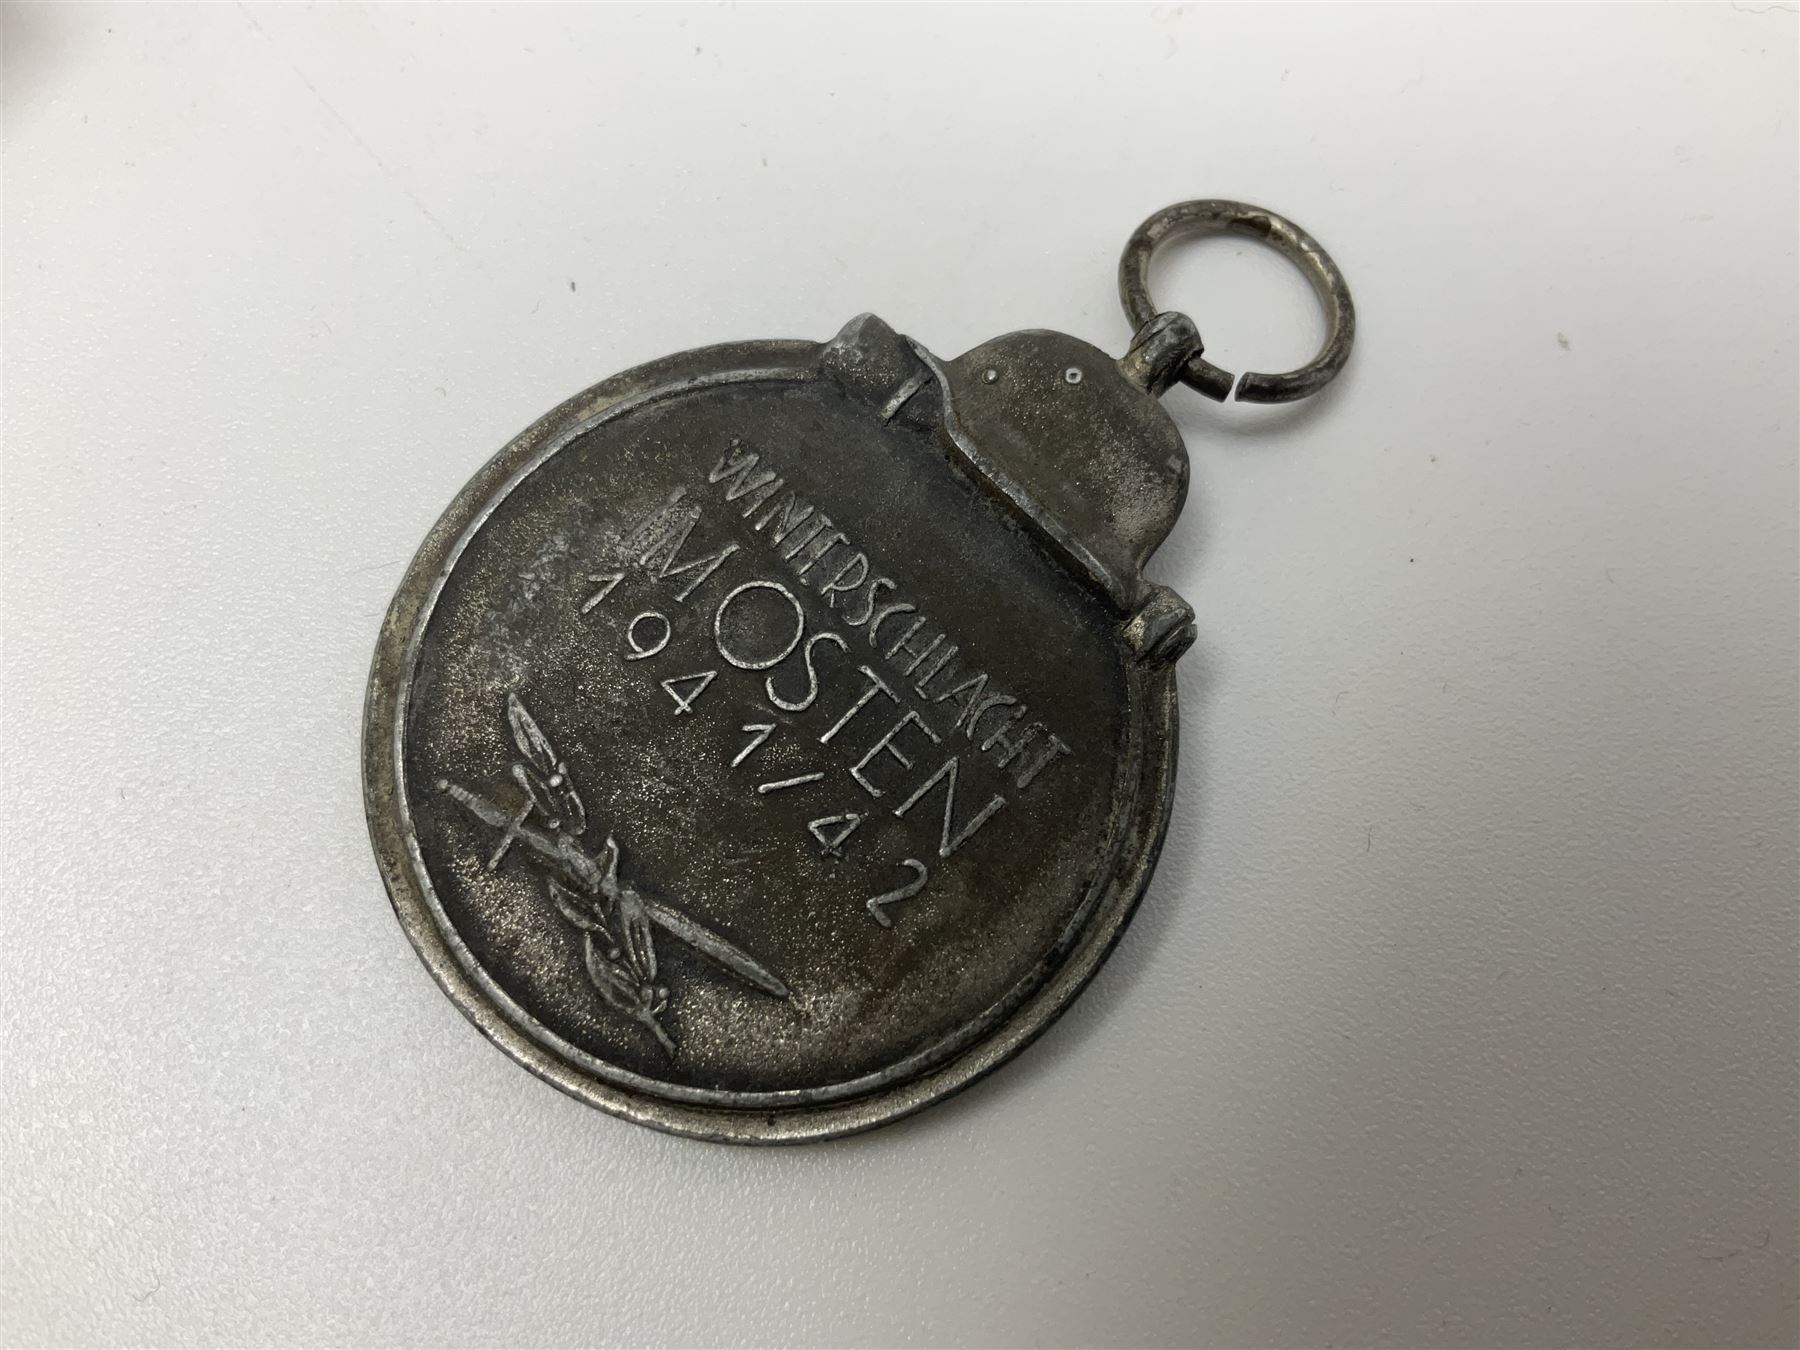 WINTERSCHLACHT
IM OSTEN
1941/42